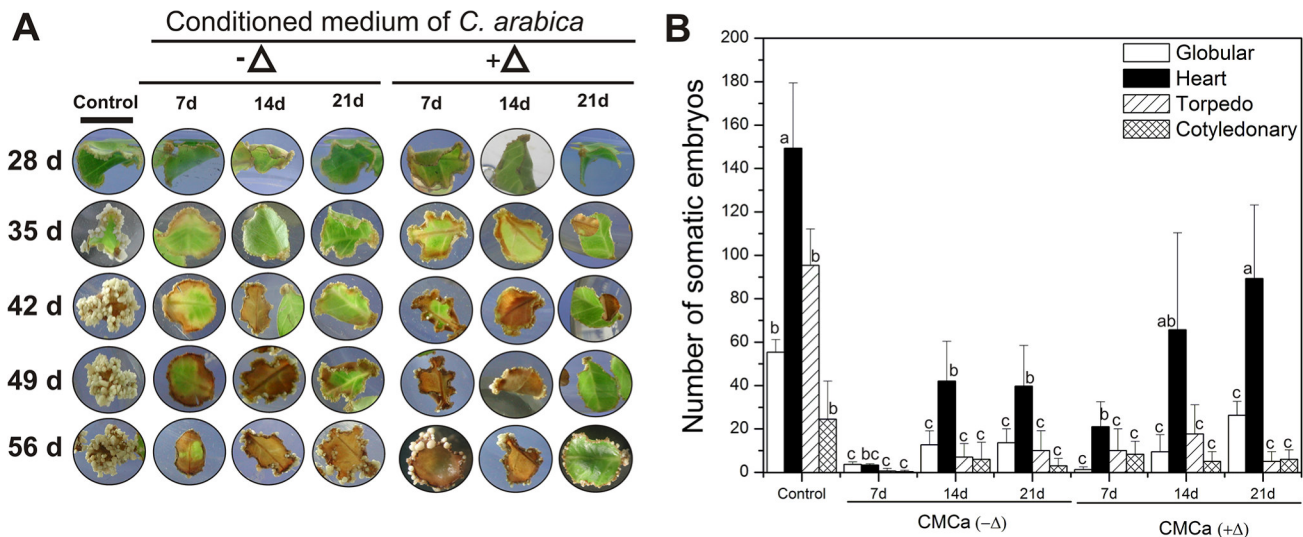 A
Conditioned medium of C. arabica
-Δ +Δ
Control 7d 14d 21d 7d 14d 21d
28 d
35 d
42 d
49 d
56 d
B
Number of somatic embryos
200
180
160
140
120
100
80
60
40
20
0
Globular
Heart
Torpedo
Cotyledonary
c a b b
c bc c c
c b c c
c b c c
c b c c
c ab c c
c a c c
Control 7d 14d 21d 7d 14d 21d
CMCa (−Δ) CMCa (+Δ)